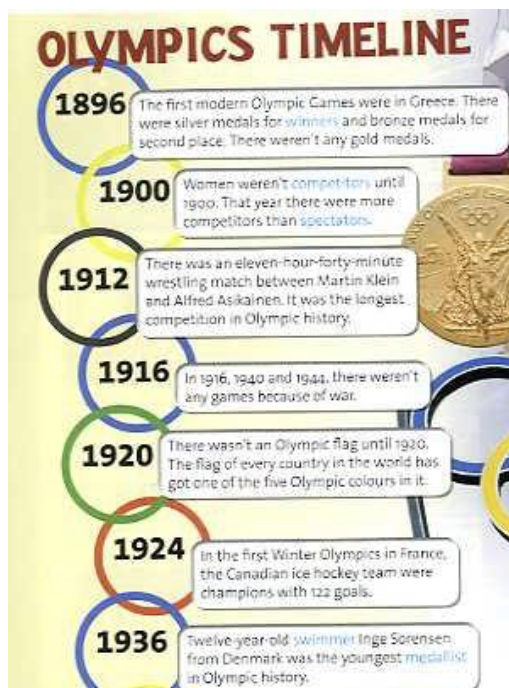 OLYMPICS TIMELINE
1896
The first modern Olympic Games were in Greece. There
were silver medals for winners and bronze medals for
second place. There weren't any gold medals.
1900
Women weren't competitors until
1900. That year there were more
competitors than spectators.
1912
There was an eleven-hour-forty-minute
wrestling match between Martin Klein
and Alfred Asikainen. It was the longest
competition in Olympic history.
1916
In 1916, 1940 and 1944, there weren't
any games because of war.
1920
There wasn't an Olympic flag until 1920.
The flag of every country in the world has
got one of the five Olympic colours in it.
1924
In the first Winter Olympics in France,
the Canadian ice hockey team were
champions with 122 goals.
1936
Twelve-year-old swimmer Inge Sorensen
from Denmark was the youngest medallist
in Olympic history.